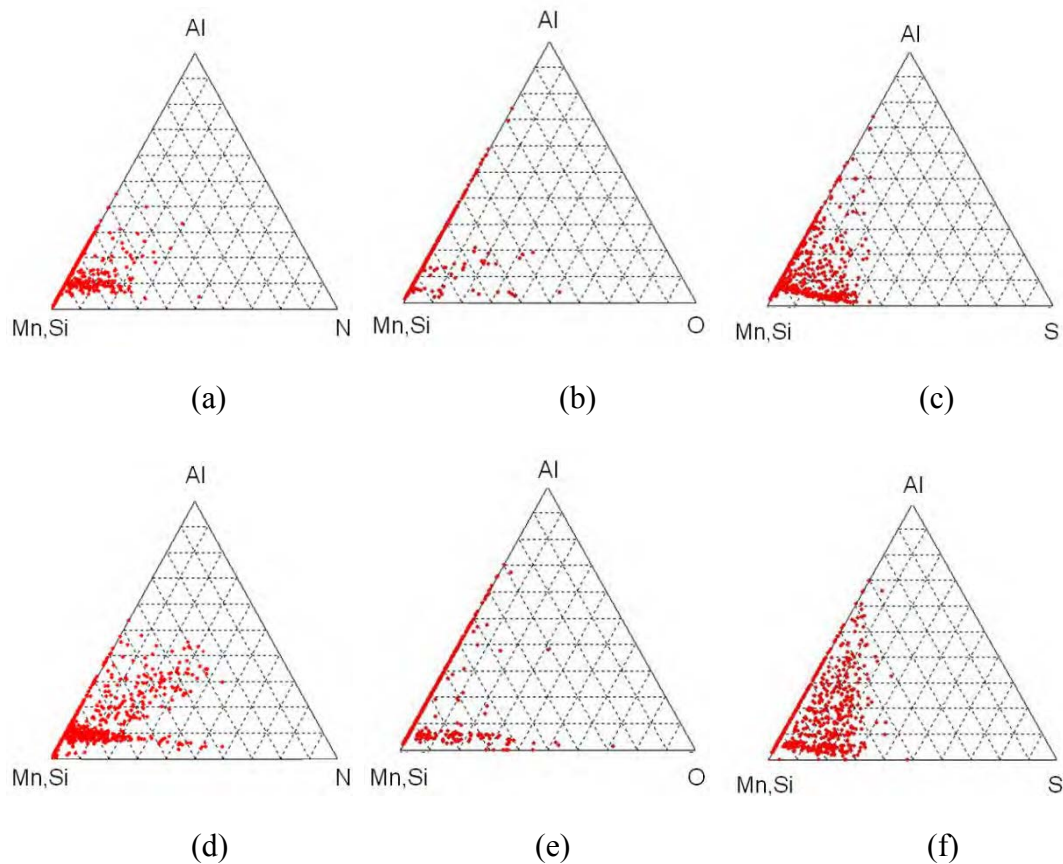 Al Al Al
Mn,Si N Mn,Si O Mn,Si S
(a) (b) (c)
Al Al Al
Mn,Si N Mn,Si O Mn,Si S
(d) (e) (f)